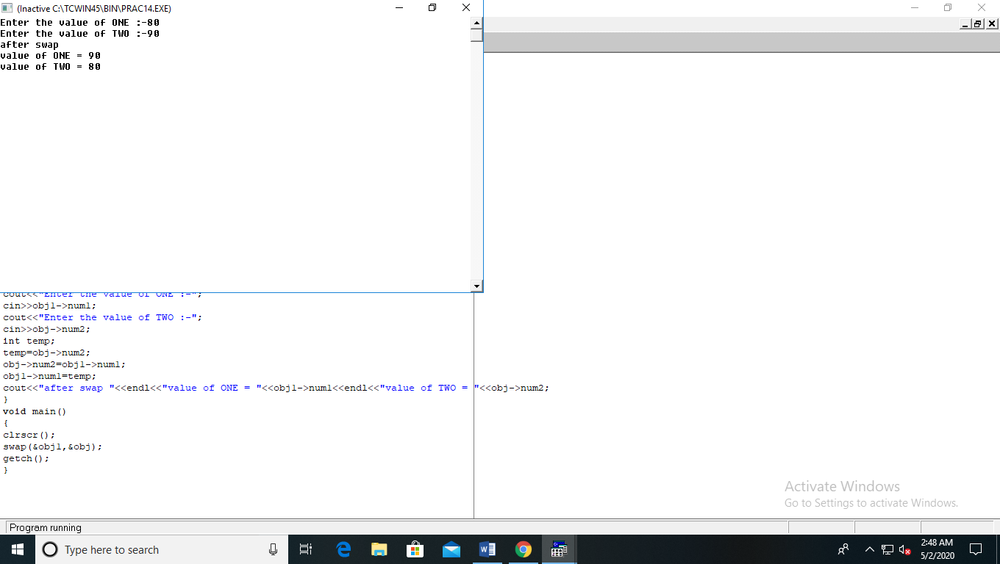 (Inactive C:\TCWIN45\BIN\PRAC14.EXE)
Enter the value of ONE :-80
Enter the value of TWO :-90
after swap
value of ONE = 90
value of TWO = 80
cout<<"Enter the value of ONE :-";
cin>>obj1->num1;
cout<<"Enter the value of TWO :-";
cin>>obj->num2;
int temp;
temp=obj->num2;
obj->num2=obj1->num1;
obj1->num1=temp;
cout<<"after swap "<<endl<<"value of ONE = "<<obj1->num1<<endl<<"value of TWO = "<<obj->num2;
}
void main()
{
clrscr();
swap(&obj1,&obj);
getch();
}
Activate Windows
Go to Settings to activate Windows.
Program running
Type here to search
2:48 AM
5/2/2020